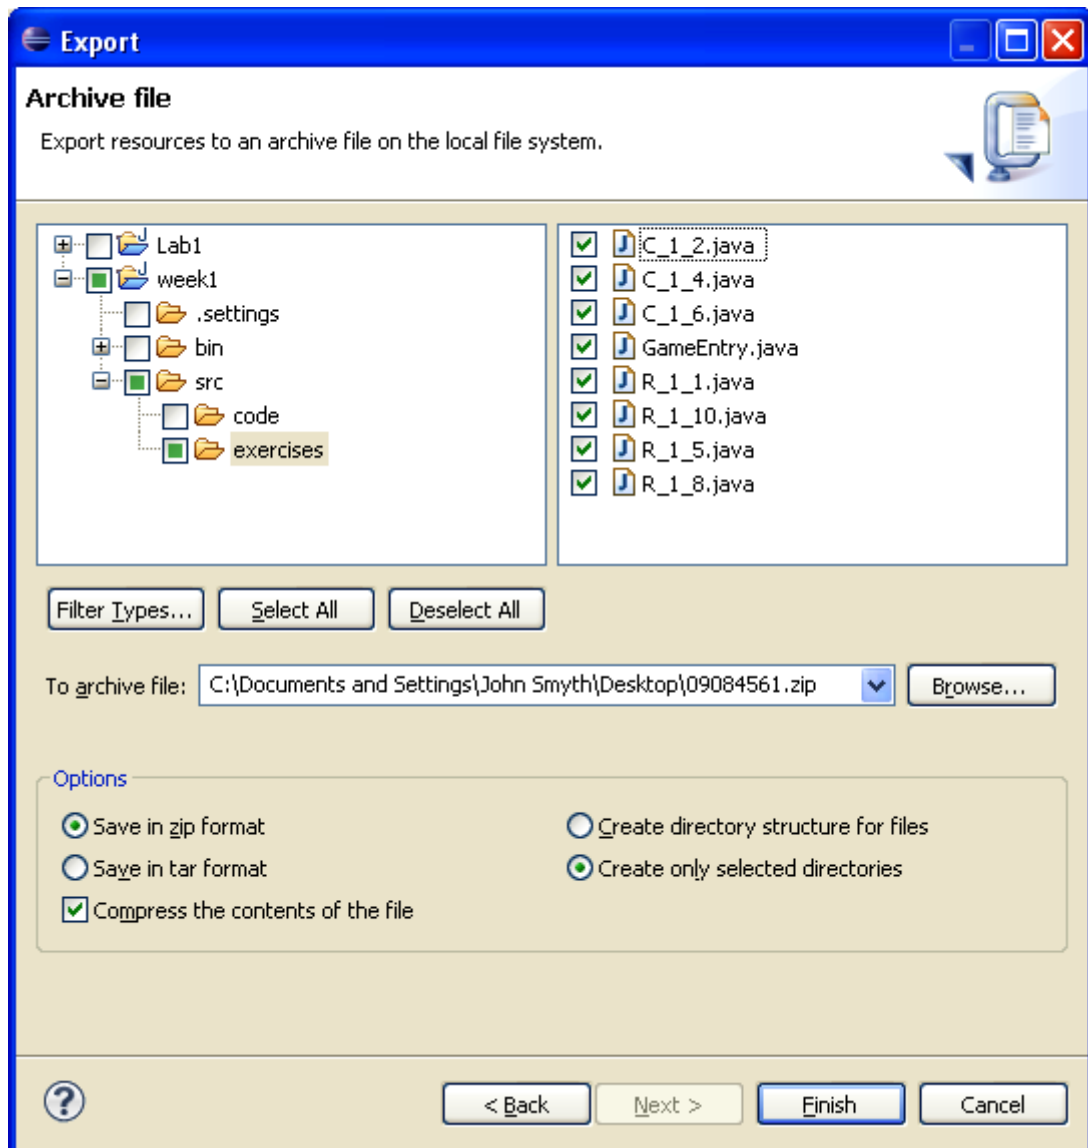 Export
Archive file
Export resources to an archive file on the local file system.
Lab1
week1
.settings
bin
src
code
exercises
C_1_2.java
C_1_4.java
C_1_6.java
GameEntry.java
R_1_1.java
R_1_10.java
R_1_5.java
R_1_8.java
Filter Types... Select All Deselect All
To archive file: C:\Documents and Settings\John Smyth\Desktop\09084561.zip Browse...
Options
Save in zip format Create directory structure for files
Save in tar format Create only selected directories
Compress the contents of the file
? < Back Next > Finish Cancel